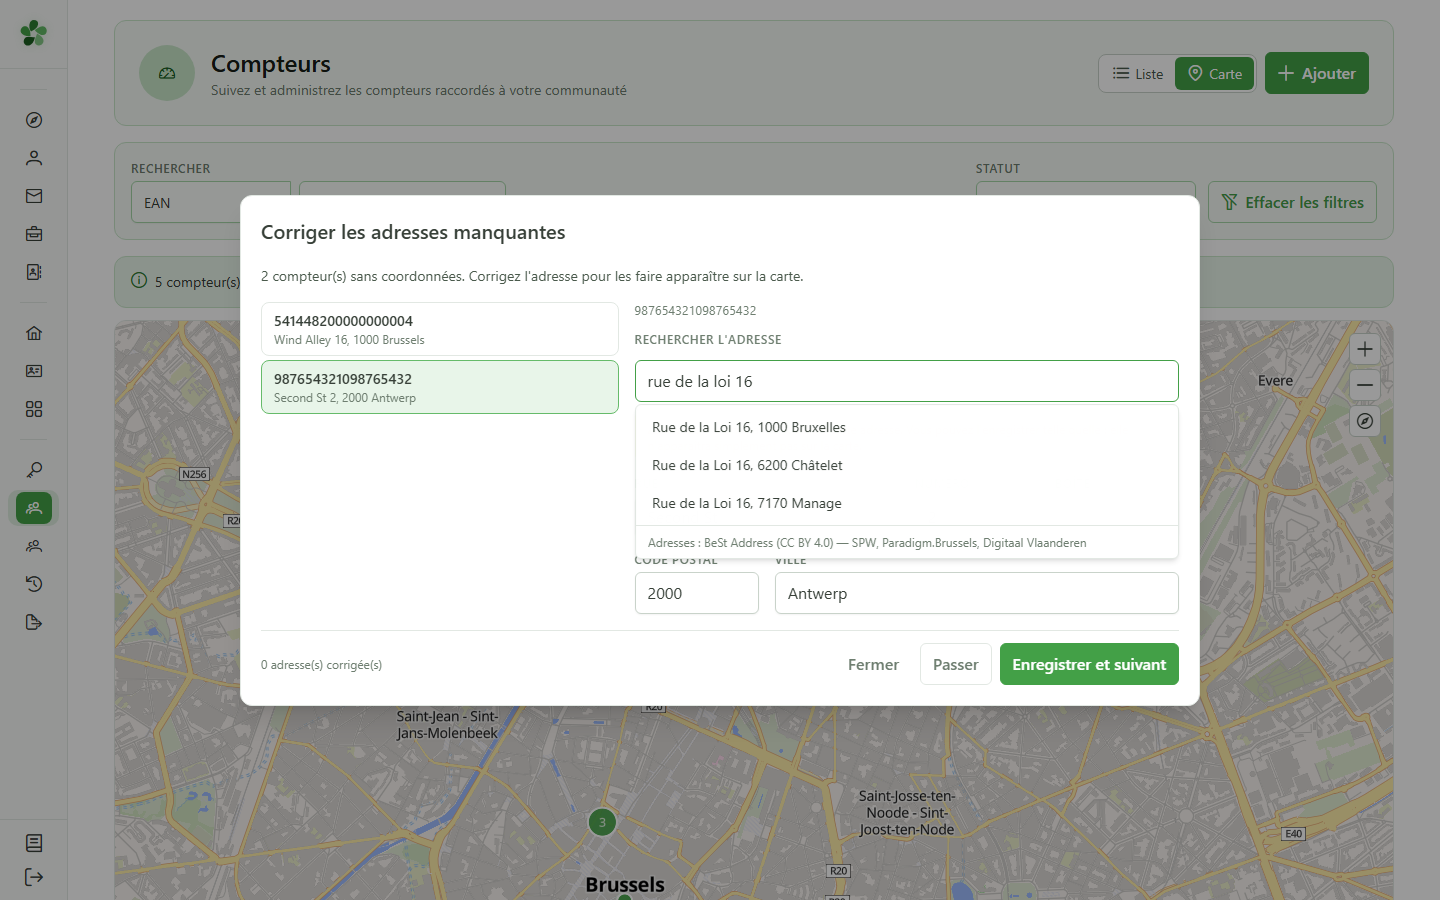 Compteurs
Suivez et administrez les compteurs raccordés à votre communauté
Liste
Carte
Ajouter
RECHERCHER
STATUT
EAN
Effacer les filtres
5 compteur(s)
Corriger les adresses manquantes
2 compteur(s) sans coordonnées. Corrigez l'adresse pour les faire apparaître sur la carte.
541448200000000004
Wind Alley 16, 1000 Brussels
987654321098765432
Second St 2, 2000 Antwerp
987654321098765432
RECHERCHER L'ADRESSE
rue de la loi 16
Rue de la Loi 16, 1000 Bruxelles
Rue de la Loi 16, 6200 Châtelet
Rue de la Loi 16, 7170 Manage
Adresses : BeSt Address (CC BY 4.0) — SPW, Paradigm.Brussels, Digitaal Vlaanderen
CODE POSTAL
VILLE
2000
Antwerp
0 adresse(s) corrigée(s)
Fermer
Passer
Enregistrer et suivant
Evere
N256
R20
Saint-Jean - Sint-
Jans-Molenbeek
Saint-Josse-ten-
Noode - Sint-
Joost-ten-Node
3
E40
R20
Brussels